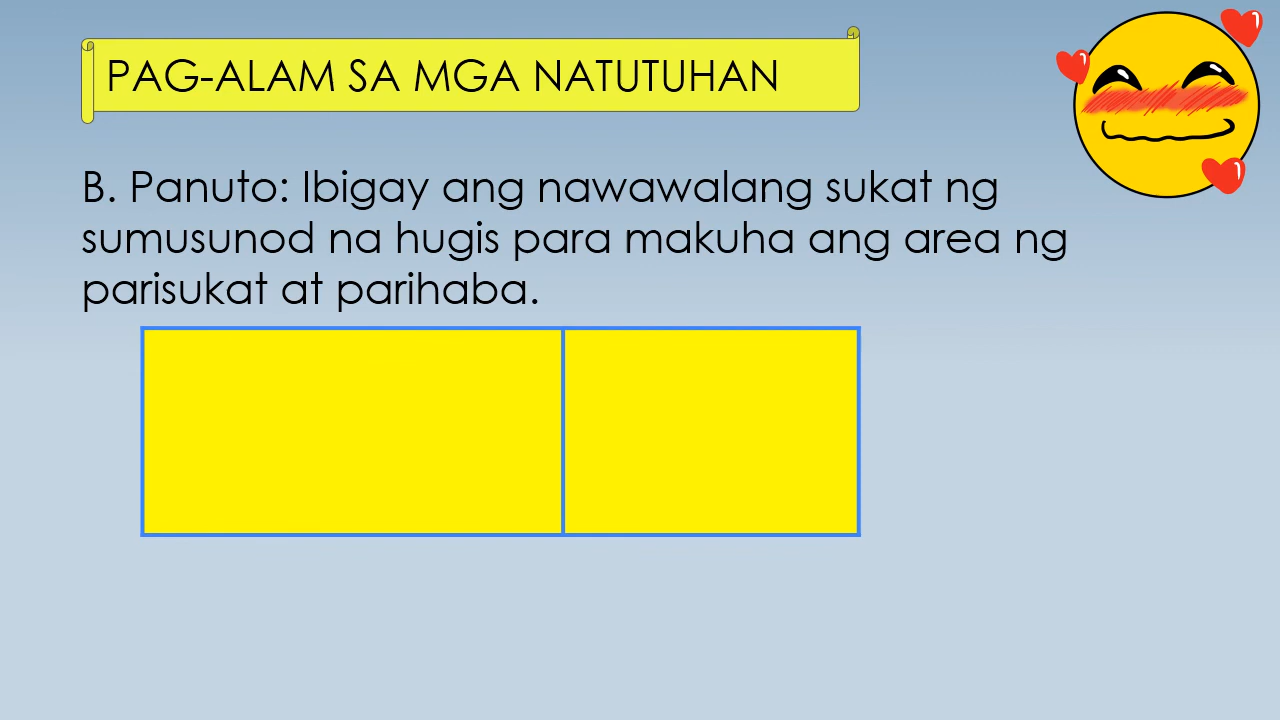 PAG-ALAM SA MGA NATUTUHAN
B. Panuto: Ibigay ang nawawalang sukat ng
sumusunod na hugis para makuha ang area ng
parisukat at parihaba.